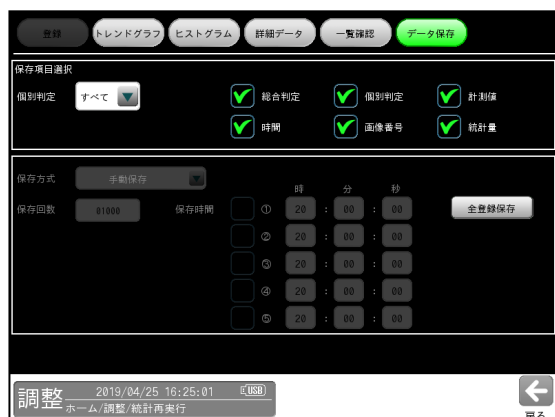 登録 トレンドグラフ ヒストグラム 詳細データ 一覧確認 データ保存
保存項目選択
個別判定 すべて 総合判定 個別判定 計測値
時間 画像番号 統計量
保存方式 手動保存
時 分 秒
保存回数 01000 保存時間 ① 20 : 00 : 00 全登録保存
② 20 : 00 : 00
③ 20 : 00 : 00
④ 20 : 00 : 00
⑤ 20 : 00 : 00
調整 2019/04/25 16:25:01 USB
ホーム/調整/統計再実行
戻る